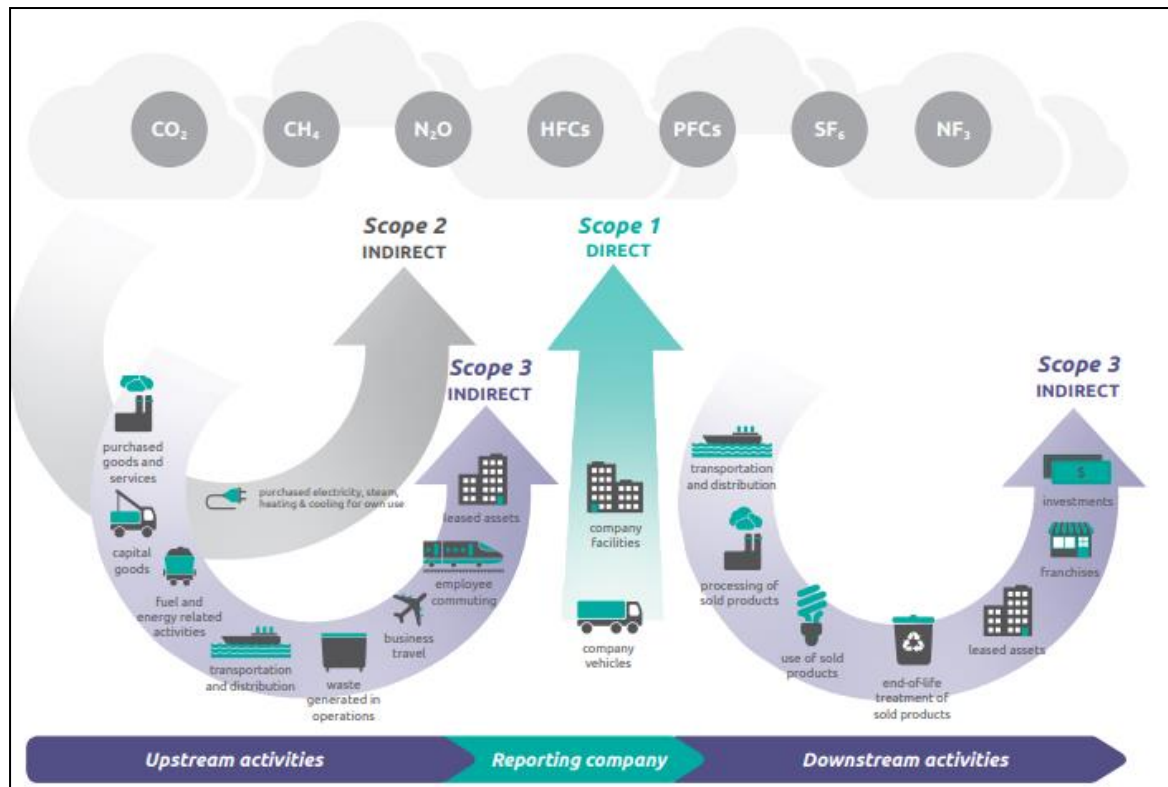 CO₂ CH₄ N₂O HFCs PFCs SF₆ NF₃
Scope 2
INDIRECT
Scope 1
DIRECT
Scope 3
INDIRECT
Scope 3
INDIRECT
purchased
goods and
services
capital
goods
fuel and
energy related
activities
transportation
and distribution
waste
generated in
operations
business
travel
employee
commuting
leased assets
purchased electricity, steam,
heating & cooling for own use
company
facilities
company
vehicles
transportation
and distribution
processing of
sold products
use of sold
products
end-of-life
treatment of
sold products
leased assets
franchises
investments
$
Upstream activities
Reporting company
Downstream activities